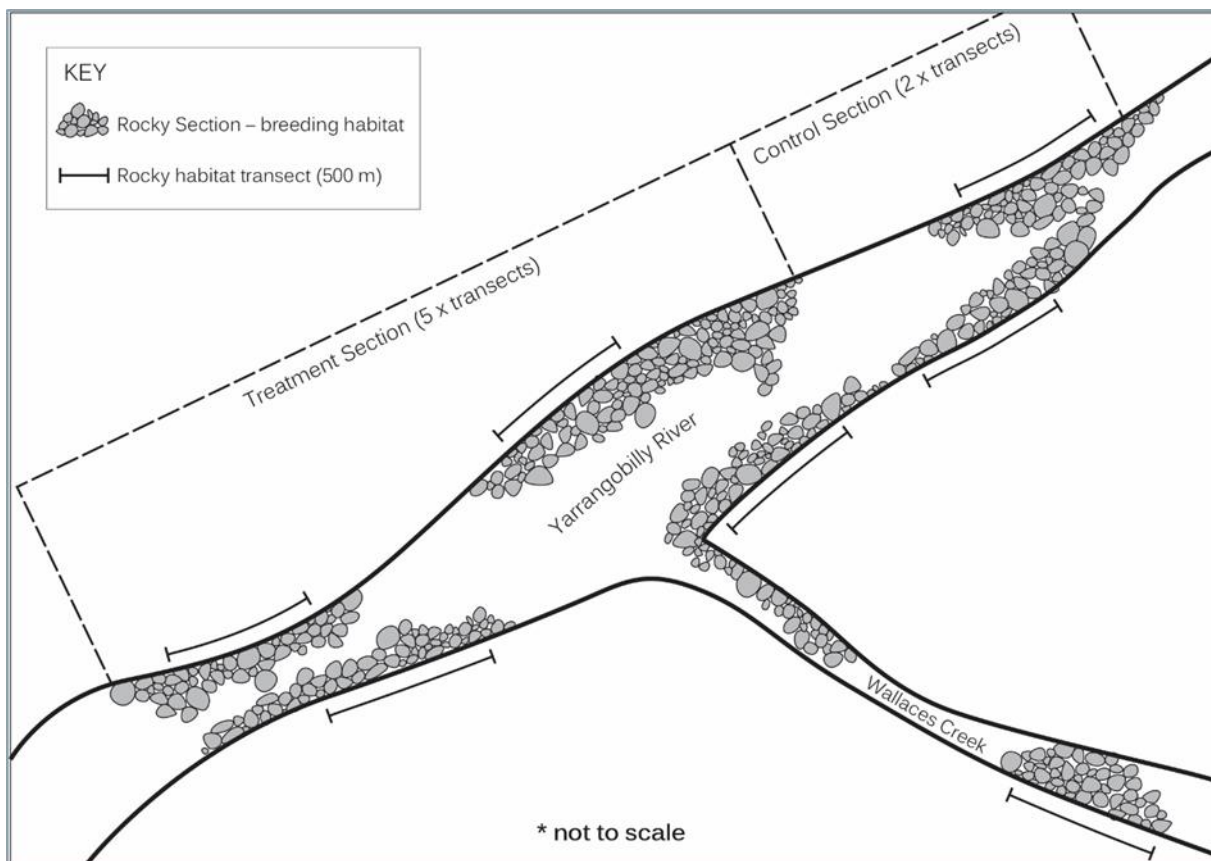 KEY
Rocky Section – breeding habitat
Rocky habitat transect (500 m)
Control Section (2 x transects)
Treatment Section (5 x transects)
Yarrangobilly River
Wallaces Creek
* not to scale